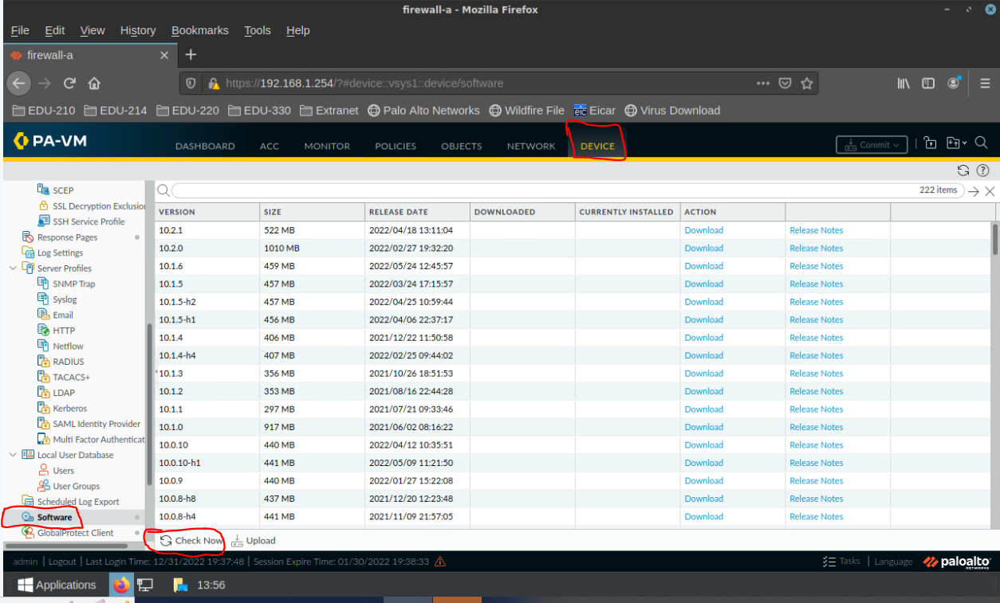 firewall-a - Mozilla Firefox
File Edit View History Bookmarks Tools Help
firewall-a
https://192.168.1.254/?#device::vsys1::device/software
EDU-210 EDU-214 EDU-220 EDU-330 Extranet Palo Alto Networks Wildfire File eic Eicar Virus Download
PA-VM DASHBOARD ACC MONITOR POLICIES OBJECTS NETWORK DEVICE Commit
SCEP
SSL Decryption Exclusion
SSH Service Profile
Response Pages
Log Settings
Server Profiles
SNMP Trap
Syslog
Email
HTTP
Netflow
RADIUS
TACACS+
LDAP
Kerberos
SAML Identity Provider
Multi Factor Authenticat
Local User Database
Users
User Groups
Scheduled Log Export
Software
GlobalProtect Client
222 items
VERSION SIZE RELEASE DATE DOWNLOADED CURRENTLY INSTALLED ACTION
10.2.1 522 MB 2022/04/18 13:11:04 Download Release Notes
10.2.0 1010 MB 2022/02/27 19:32:20 Download Release Notes
10.1.6 459 MB 2022/05/24 12:45:57 Download Release Notes
10.1.5 457 MB 2022/03/24 17:15:57 Download Release Notes
10.1.5-h2 457 MB 2022/04/25 10:59:44 Download Release Notes
10.1.5-h1 456 MB 2022/04/06 22:37:17 Download Release Notes
10.1.4 406 MB 2021/12/22 11:50:58 Download Release Notes
10.1.4-h4 407 MB 2022/02/25 09:44:02 Download Release Notes
10.1.3 356 MB 2021/10/26 18:51:53 Download Release Notes
10.1.2 353 MB 2021/08/16 22:44:28 Download Release Notes
10.1.1 297 MB 2021/07/21 09:33:46 Download Release Notes
10.1.0 917 MB 2021/06/02 08:16:22 Download Release Notes
10.0.10 440 MB 2022/04/12 10:35:51 Download Release Notes
10.0.10-h1 441 MB 2022/05/09 11:21:50 Download Release Notes
10.0.9 440 MB 2022/01/27 15:22:08 Download Release Notes
10.0.8-h8 437 MB 2021/12/20 12:23:48 Download Release Notes
10.0.8-h4 441 MB 2021/11/09 21:57:05 Download Release Notes
Check Now Upload
admin | Logout | Last Login Time: 12/31/2022 19:37:48 | Session Expire Time: 01/30/2022 19:38:33 Tasks | Language paloalto NETWORKS
Applications 13:56